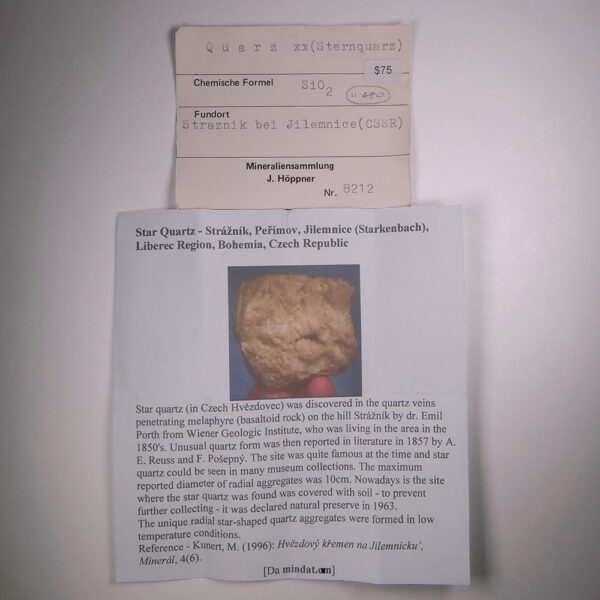 Quarz xx(Sternquarz)
$75
Chemische Formel SiO2
11480
Fundort
Straznik bei Jilemnice(CSSR)
Mineraliensammlung
J. Höppner
Nr. 8212
Star Quartz - Strážník, Peřimov, Jilemnice (Starkenbach),
Liberec Region, Bohemia, Czech Republic
Star quartz (in Czech Hvězdovec) was discovered in the quartz veins
penetrating melaphyre (basaltoid rock) on the hill Strážník by dr. Emil
Porth from Wiener Geologic Institute, who was living in the area in the
1850's. Unusual quartz form was then reported in literature in 1857 by A.
E. Reuss and F. Pošepný. The site was quite famous at the time and star
quartz could be seen in many museum collections. The maximum
reported diameter of radial aggregates was 10cm. Nowadays is the site
where the star quartz was found was covered with soil - to prevent
further collecting - it was declared natural preserve in 1963.
The unique radial star-shaped quartz aggregates were formed in low
temperature conditions.
Reference - Kunert, M. (1996): Hvězdový křemen na Jilemnicku',
Minerál, 4(6).
[Da mindat.com]